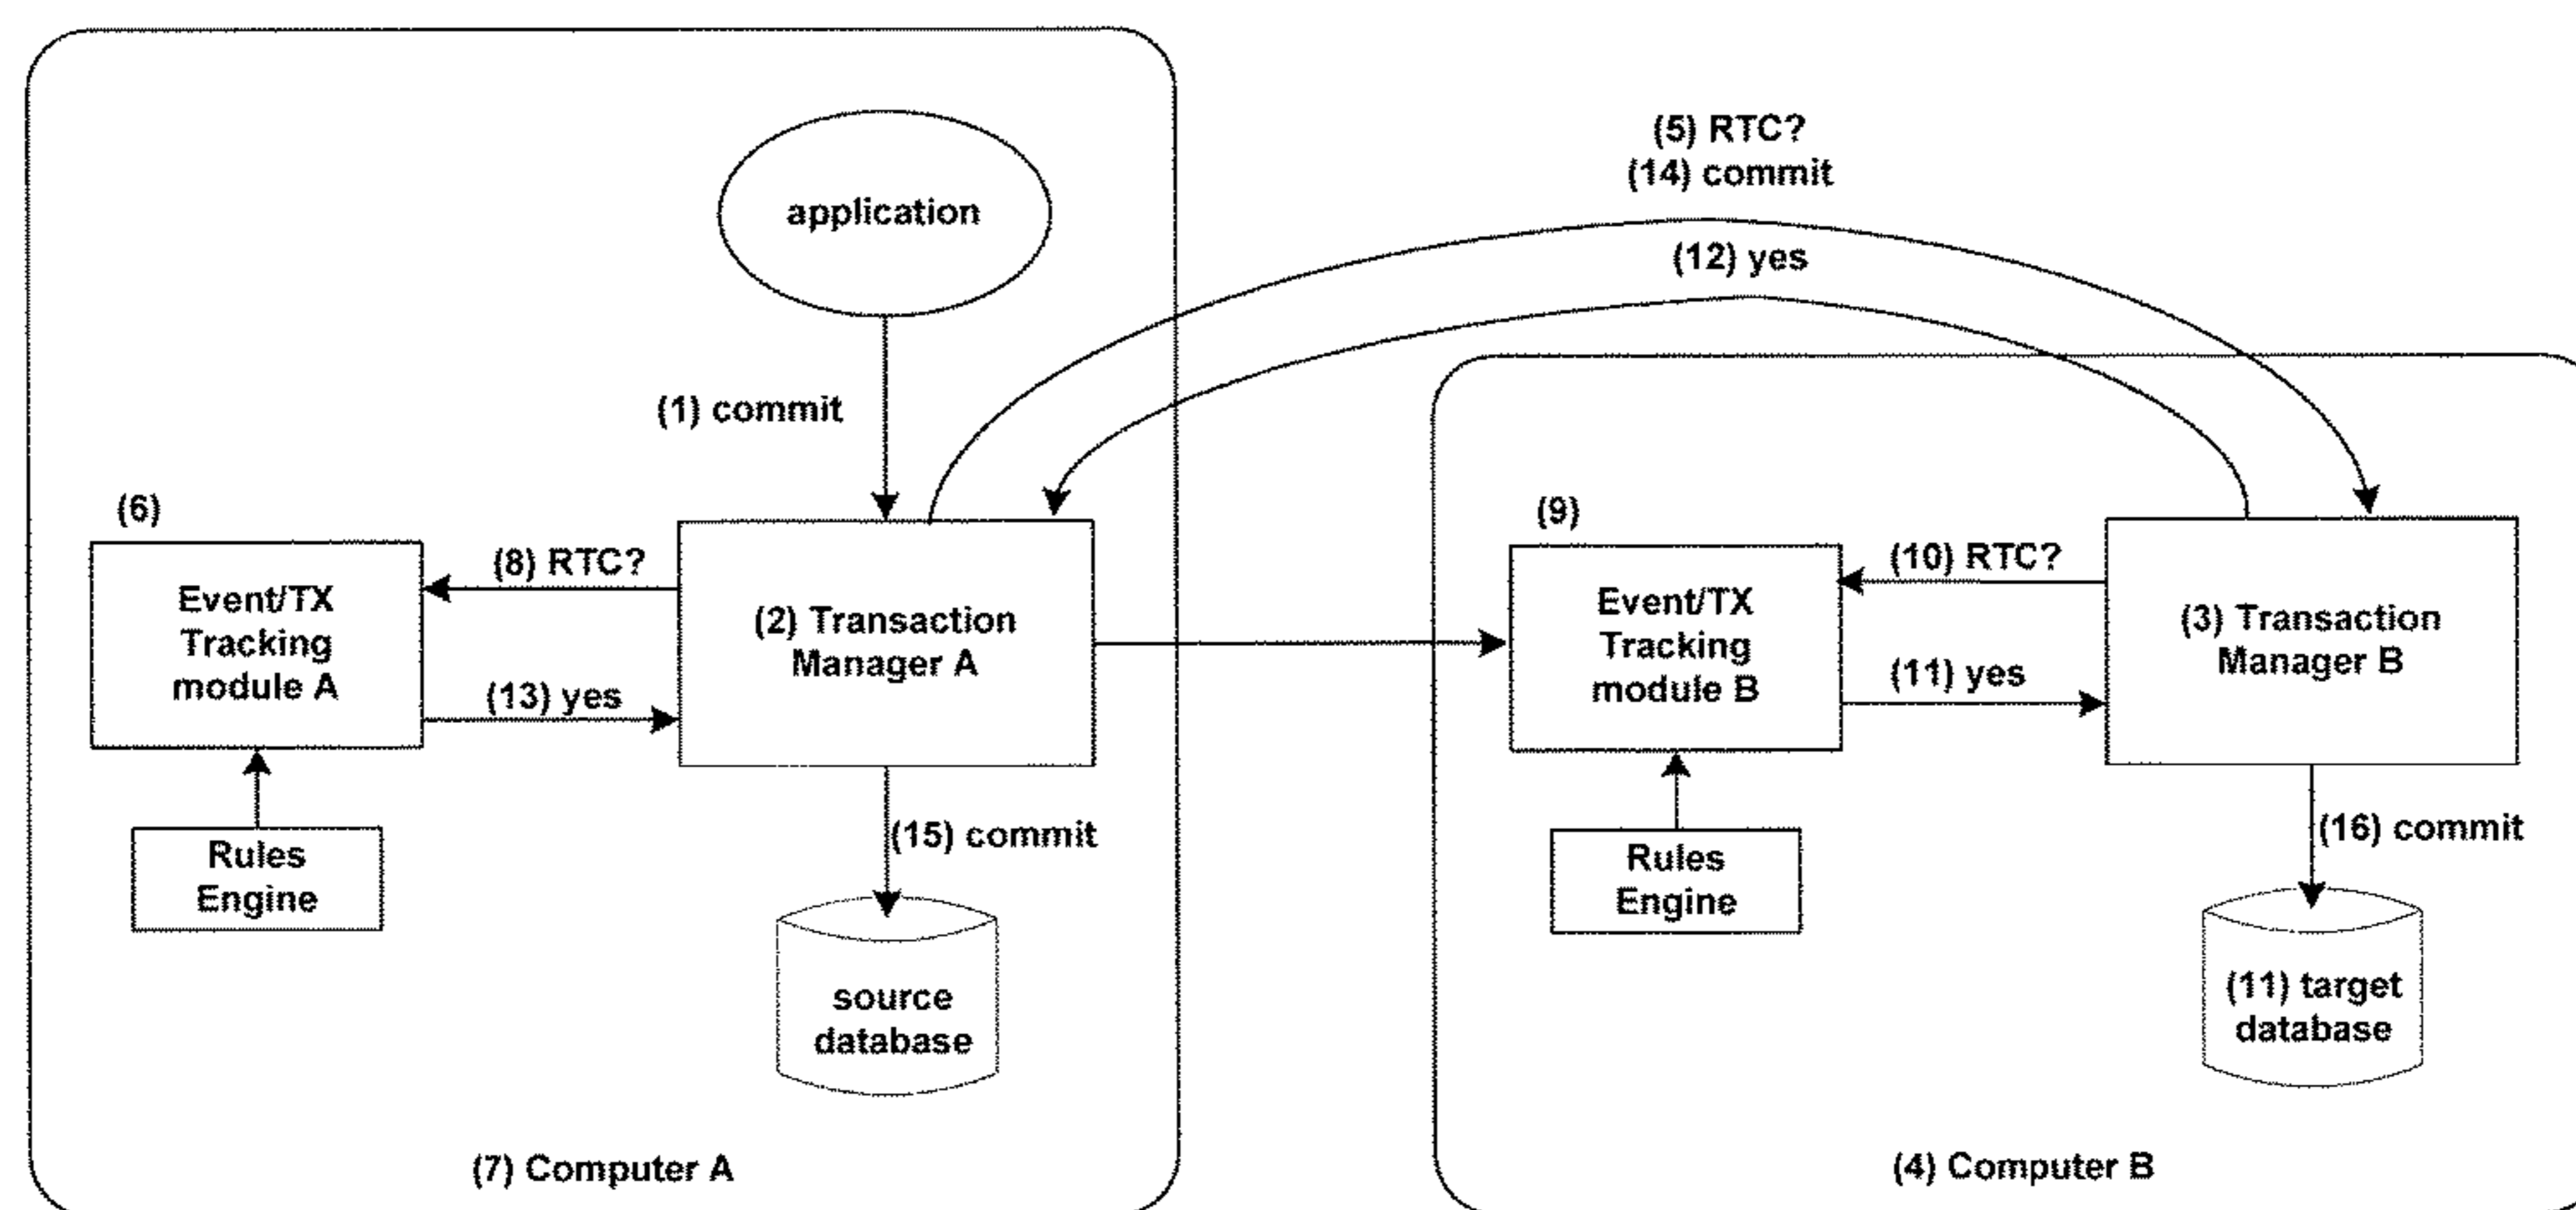 (5) RTC?
(14) commit
application
(12) yes
(1) commit
(6)
(9)
(8) RTC?
(10) RTC?
Event/TX
Tracking
module A
(2) Transaction
Manager A
Event/TX
Tracking
module B
(3) Transaction
Manager B
(13) yes
(11) yes
(15) commit
(16) commit
Rules
Engine
Rules
Engine
source
database
(11) target
database
(7) Computer A
(4) Computer B